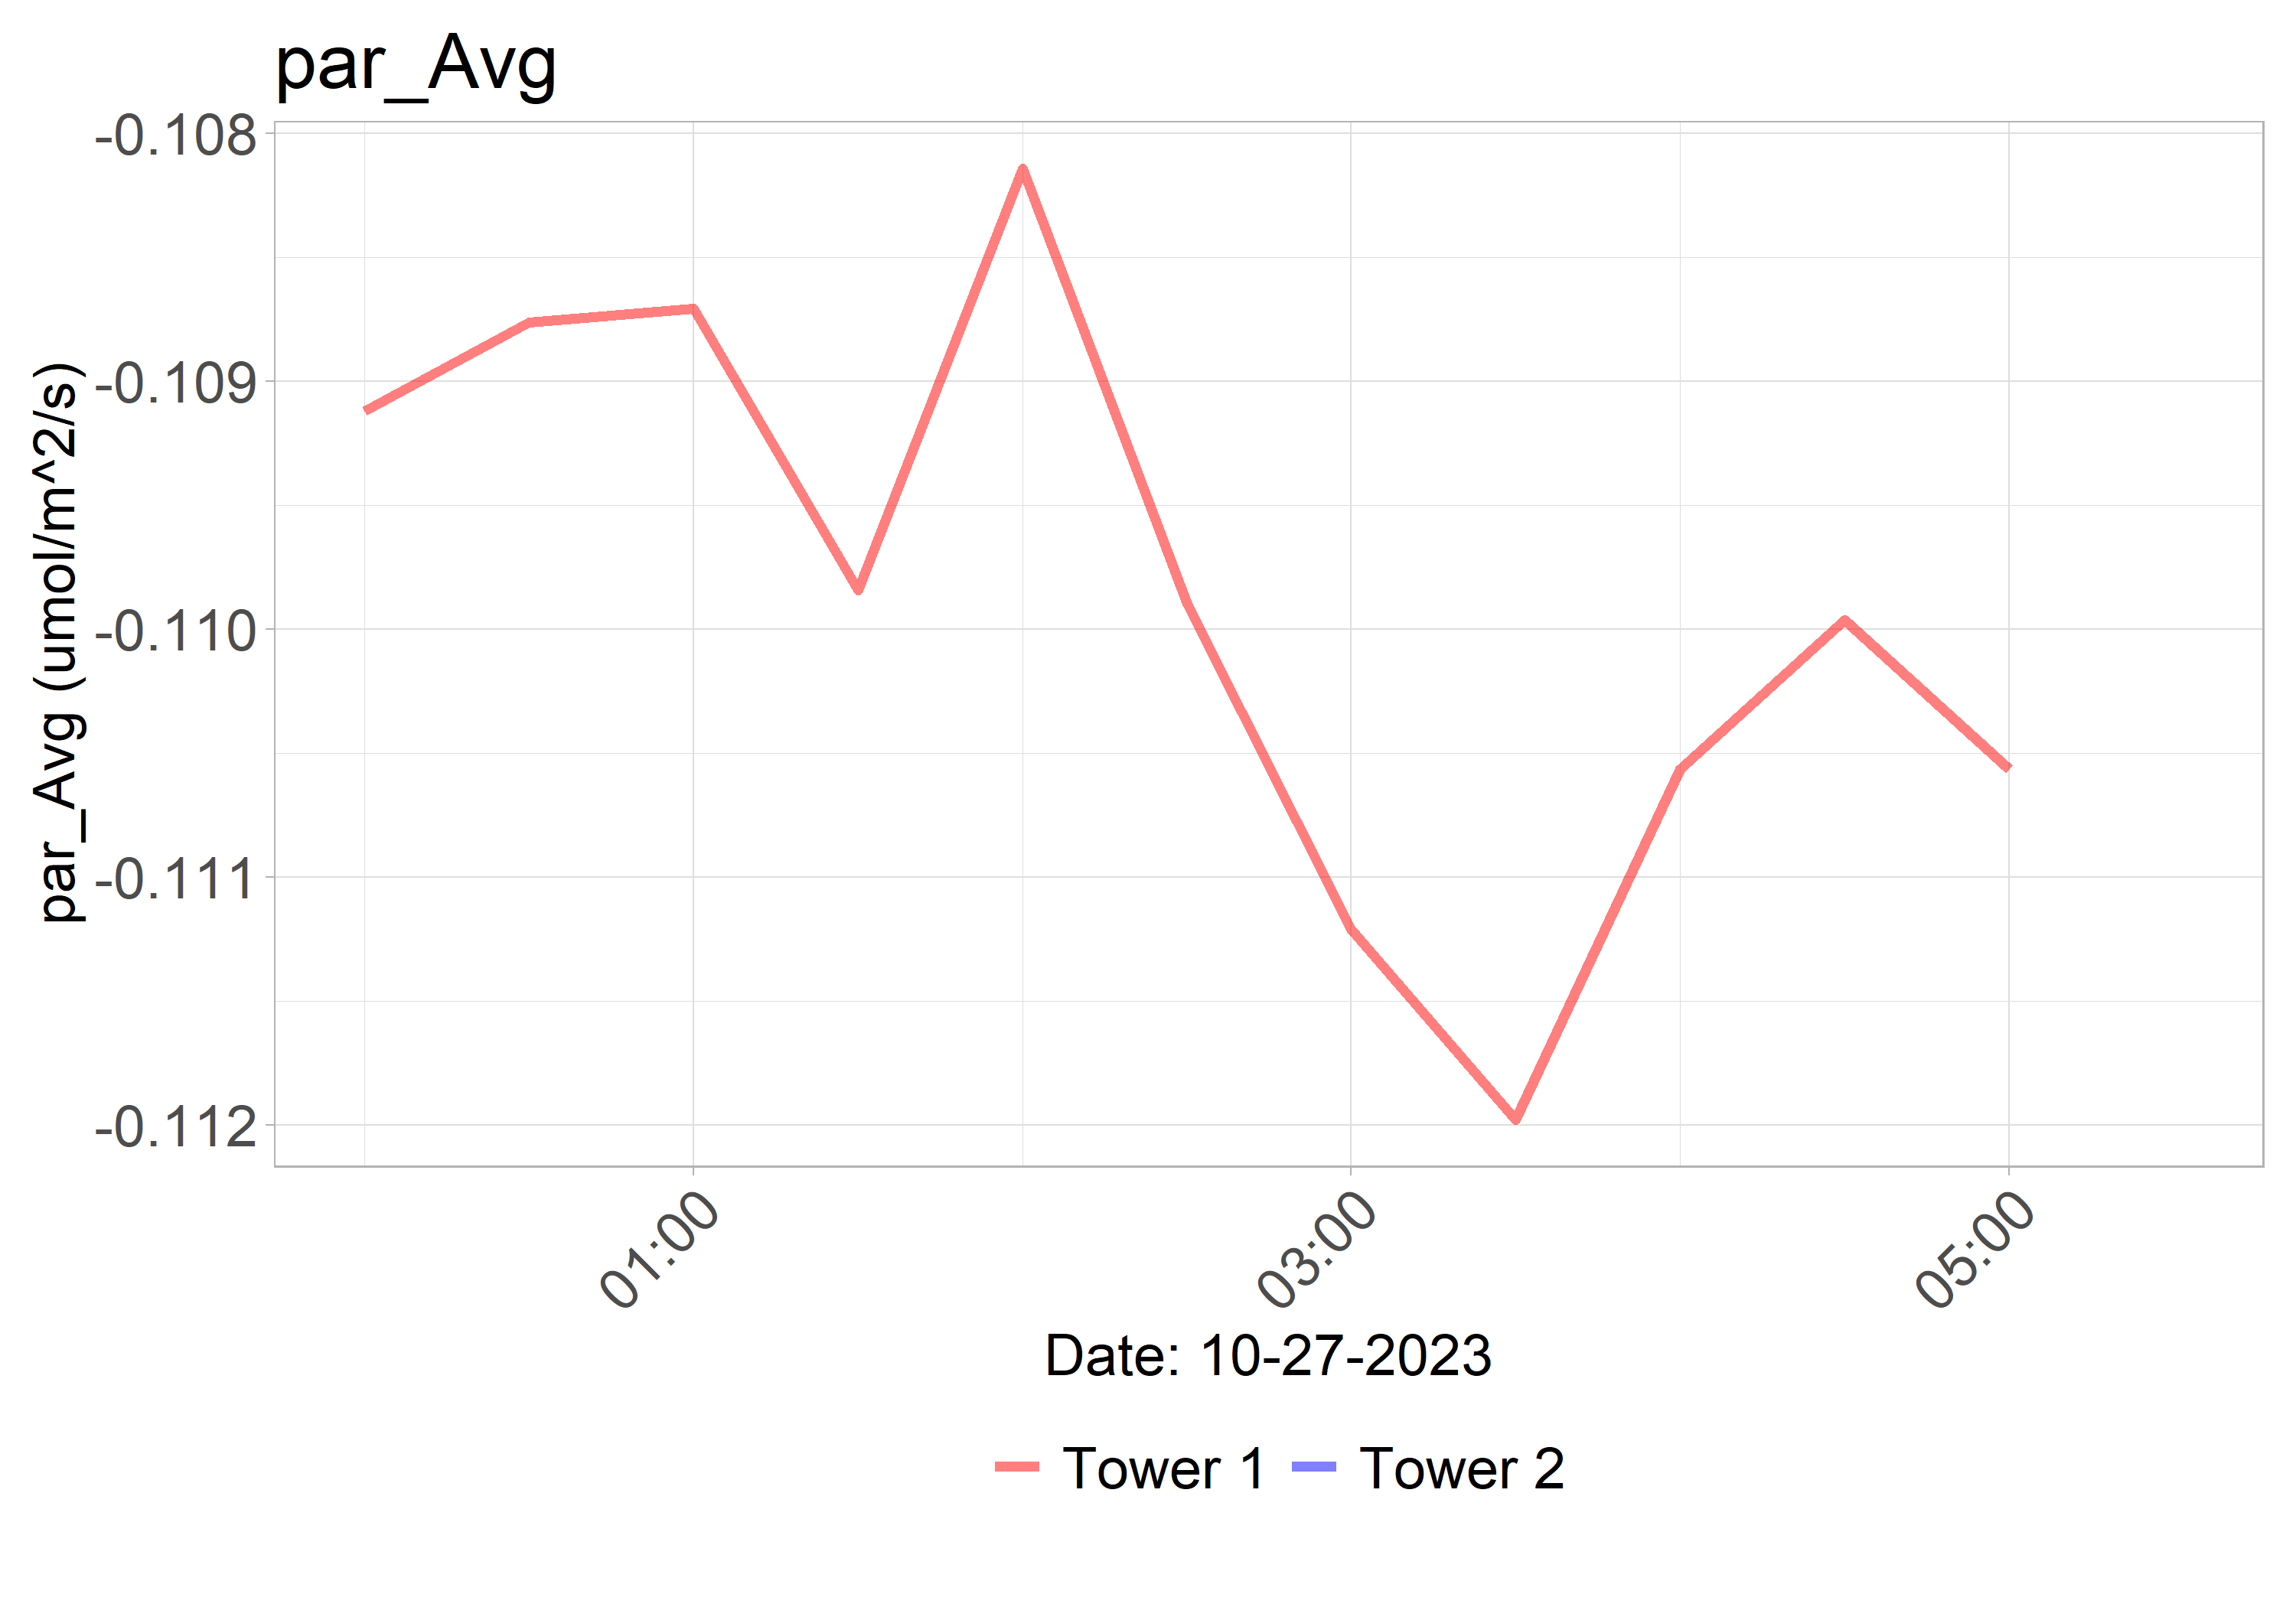 par_Avg
par_Avg (umol/m^2/s)
-0.108
-0.109
-0.110
-0.111
-0.112
01:00
03:00
05:00
Date: 10-27-2023
Tower 1
Tower 2